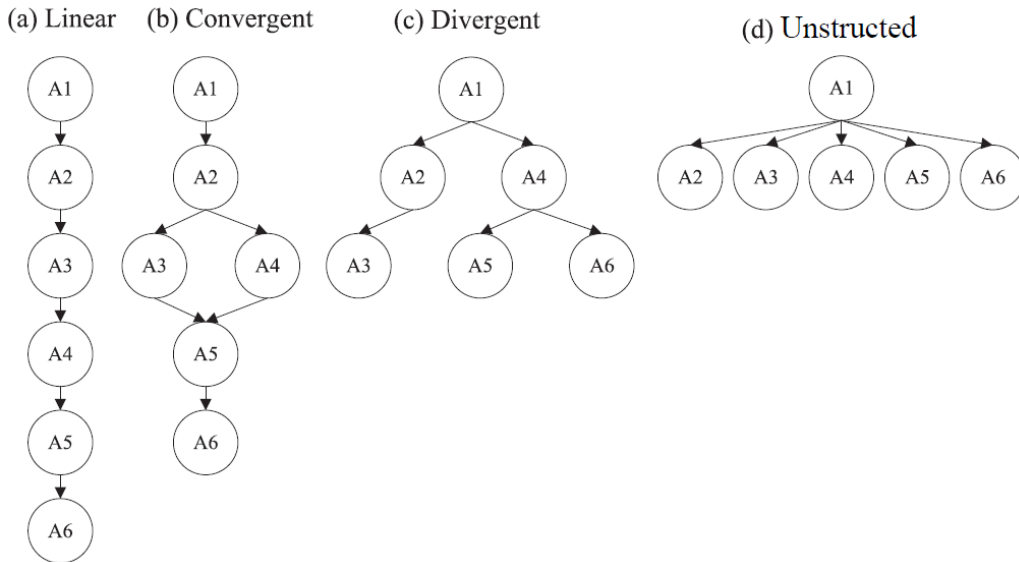 (a) Linear (b) Convergent (c) Divergent (d) Unstructed
A1 A1 A1 A1
A2 A2 A2 A4 A2 A3 A4 A5 A6
A3 A3 A4 A3 A5 A6
A4 A5
A5 A6
A6